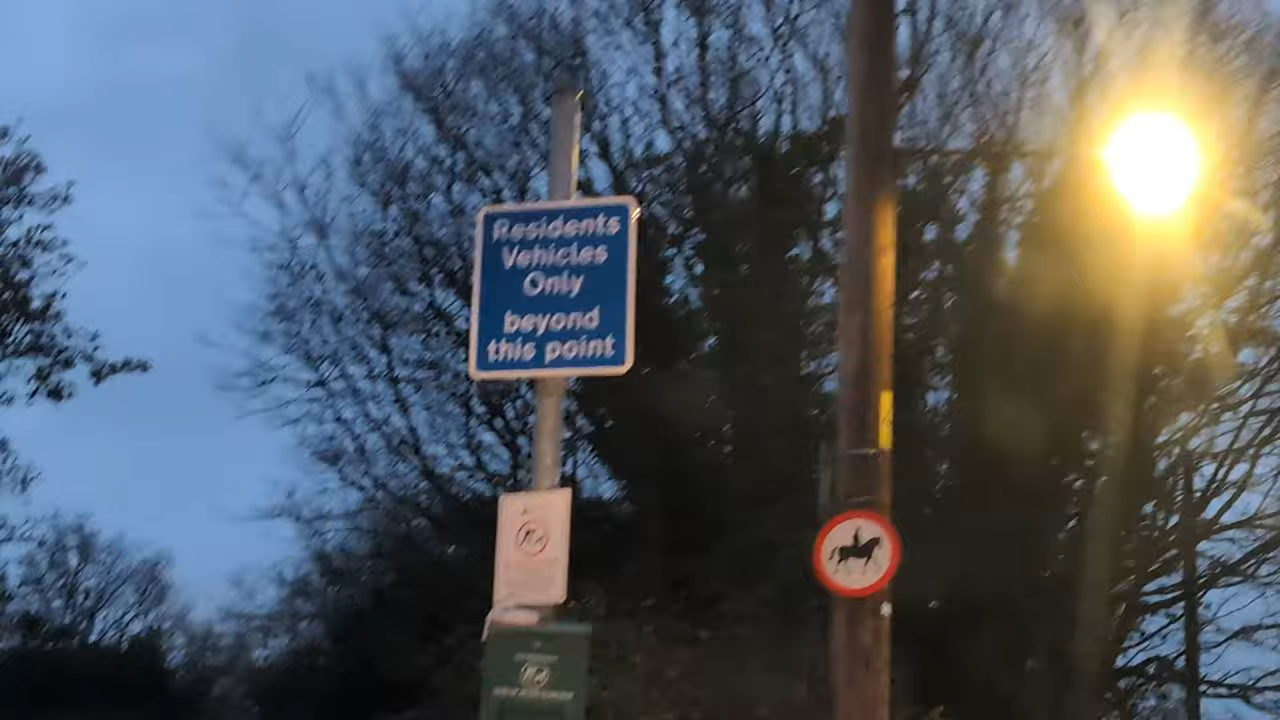 Residents
Vehicles
Only
beyond
this point